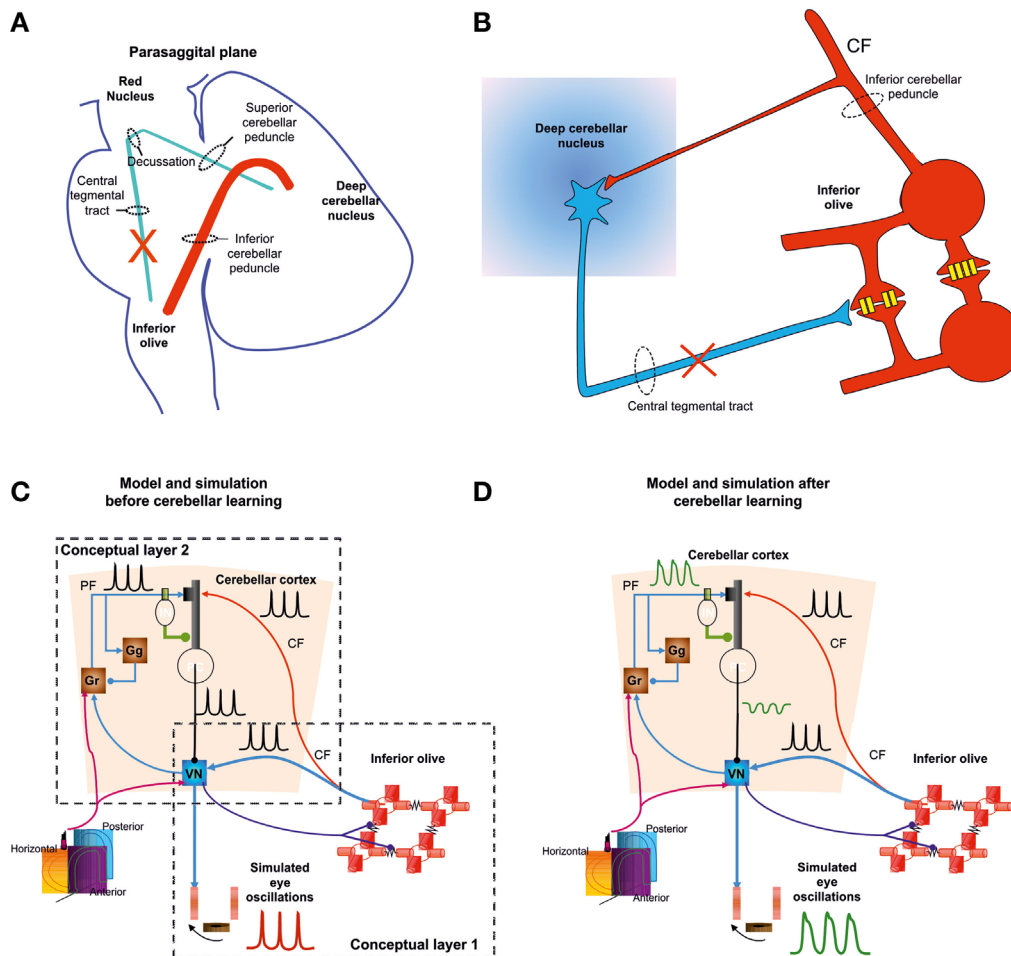 A
Parasaggital plane
Red
Nucleus
Superior
cerebellar
peduncle
Decussation
Central
tegmental
tract
Deep
cerebellar
nucleus
Inferior
cerebellar
peduncle
Inferior
olive
B
CF
Inferior cerebellar
peduncle
Deep cerebellar
nucleus
Inferior
olive
Central tegmental tract
C
Model and simulation
before cerebellar learning
Conceptual layer 2
PF
Cerebellar cortex
CF
Gg
Gr
CF
VN
Inferior olive
Posterior
Horizontal
Anterior
Simulated
eye
oscillations
Conceptual layer 1
D
Model and simulation after
cerebellar learning
Cerebellar cortex
PF
CF
Gg
Gr
CF
VN
Inferior olive
Posterior
Horizontal
Anterior
Simulated
eye
oscillations